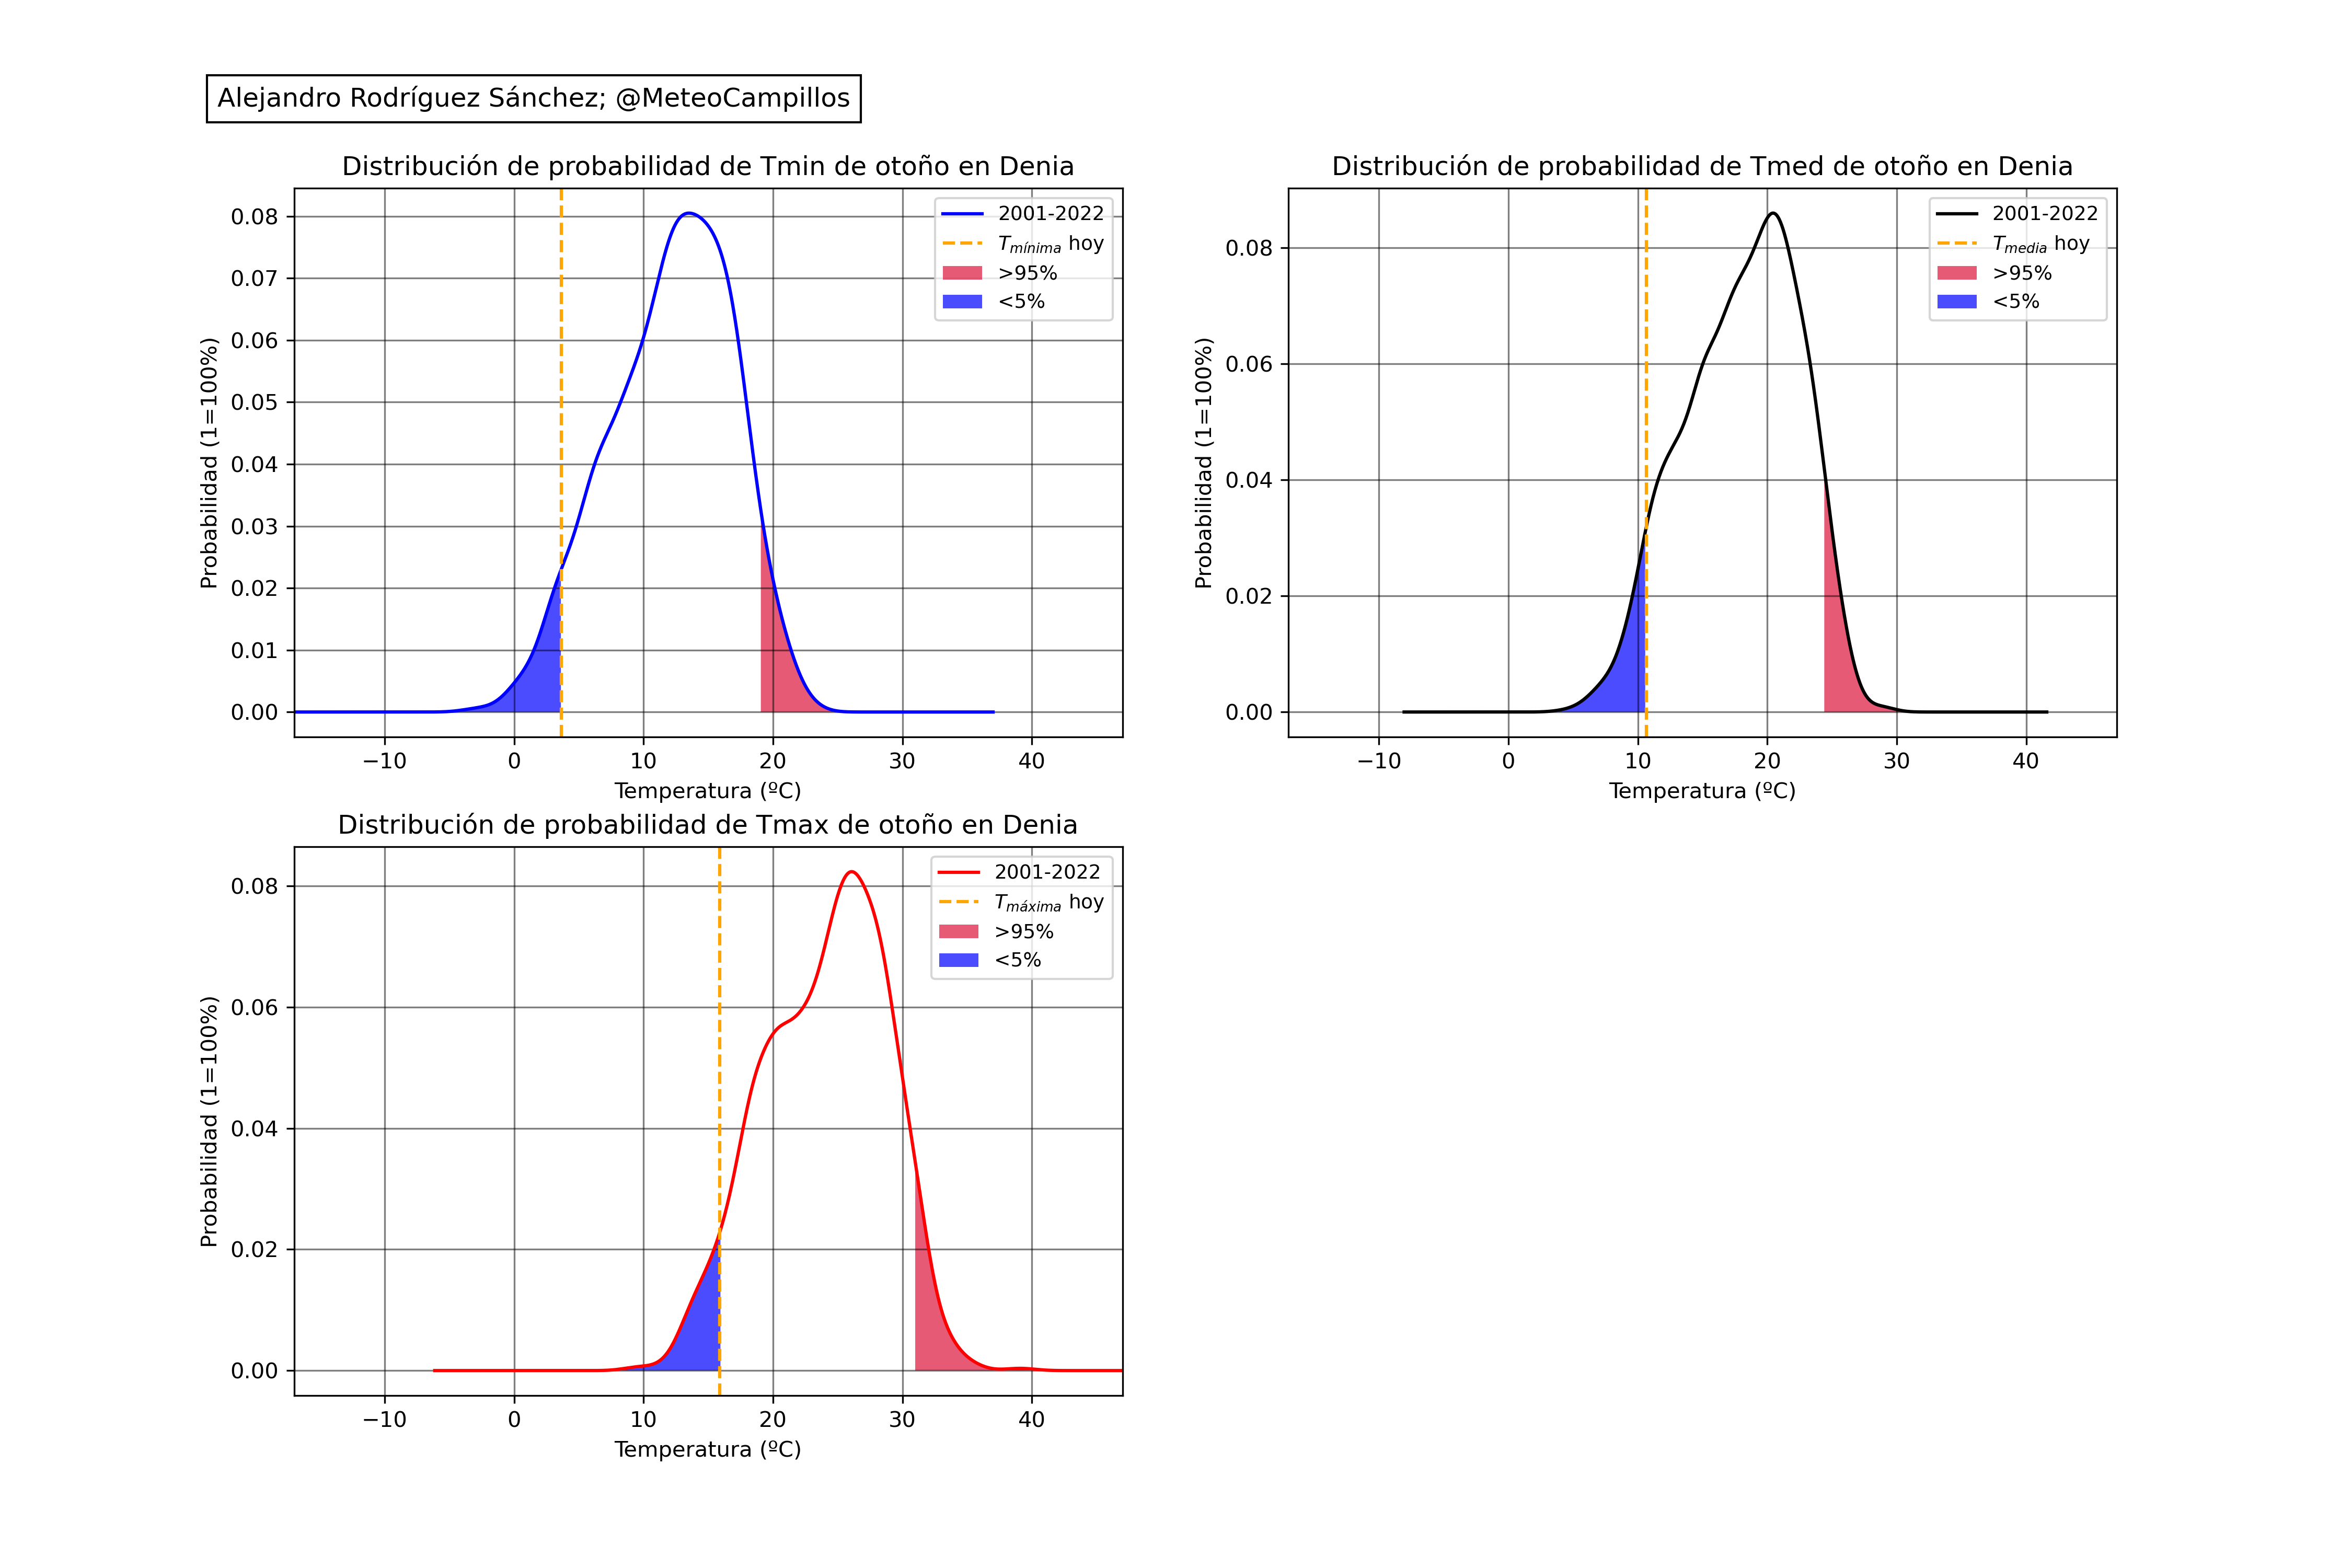 Alejandro Rodríguez Sánchez; @MeteoCampillos
Distribución de probabilidad de Tmin de otoño en Denia
0.08
0.07
0.06
0.05
0.04
0.03
0.02
0.01
0.00
Probabilidad (1=100%)
2001-2022
Tmínima hoy
>95%
<5%
−10 0 10 20 30 40
Temperatura (ºC)
Distribución de probabilidad de Tmed de otoño en Denia
0.08
0.06
0.04
0.02
0.00
Probabilidad (1=100%)
2001-2022
Tmedia hoy
>95%
<5%
−10 0 10 20 30 40
Temperatura (ºC)
Distribución de probabilidad de Tmax de otoño en Denia
0.08
0.06
0.04
0.02
0.00
Probabilidad (1=100%)
2001-2022
Tmáxima hoy
>95%
<5%
−10 0 10 20 30 40
Temperatura (ºC)